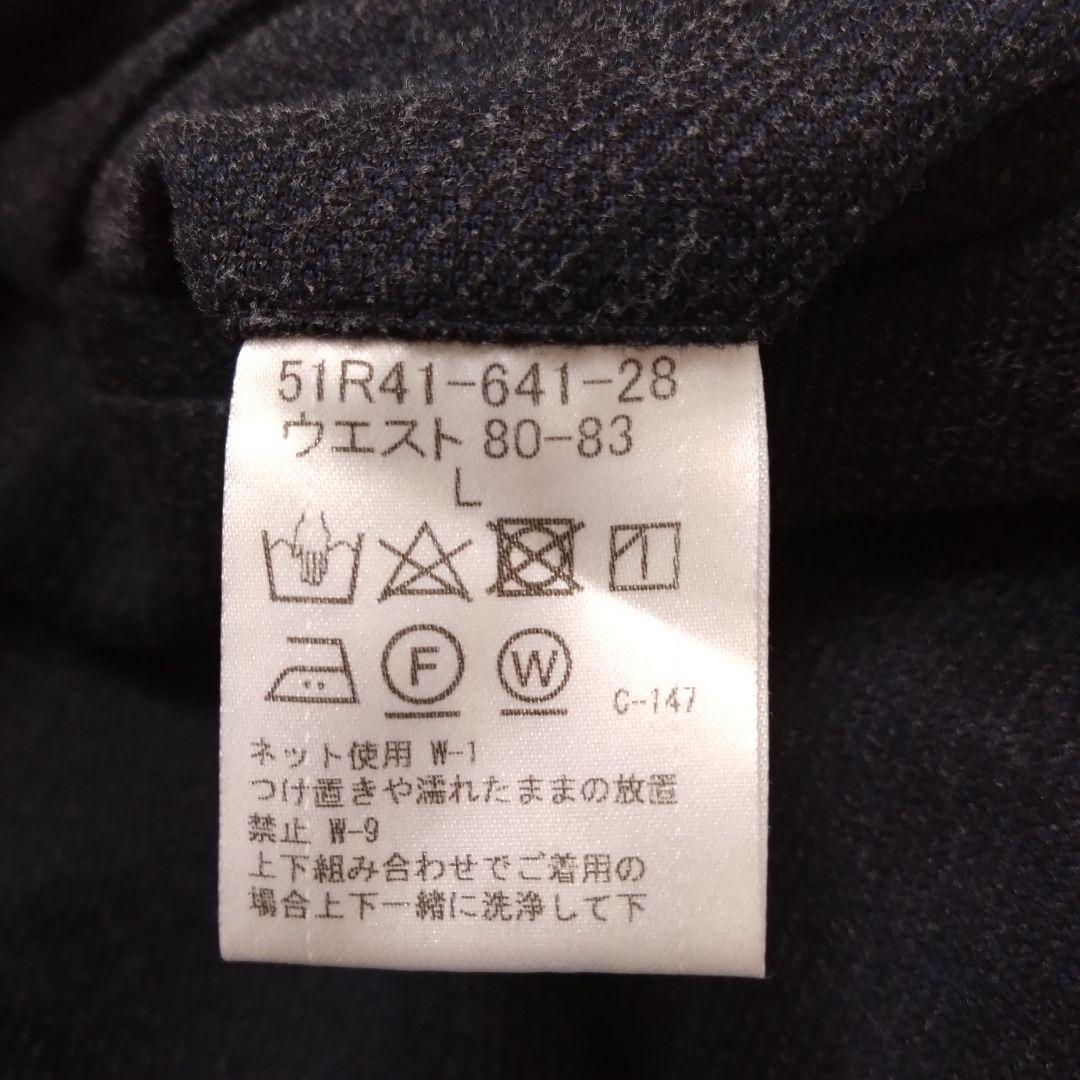 51R41-641-28
ウエスト 80-83
L
F W C-147
ネット使用 W-1
つけ置きや濡れたままの放置
禁止 W-9
上下組み合わせでご着用の
場合上下一緒に洗浄して下